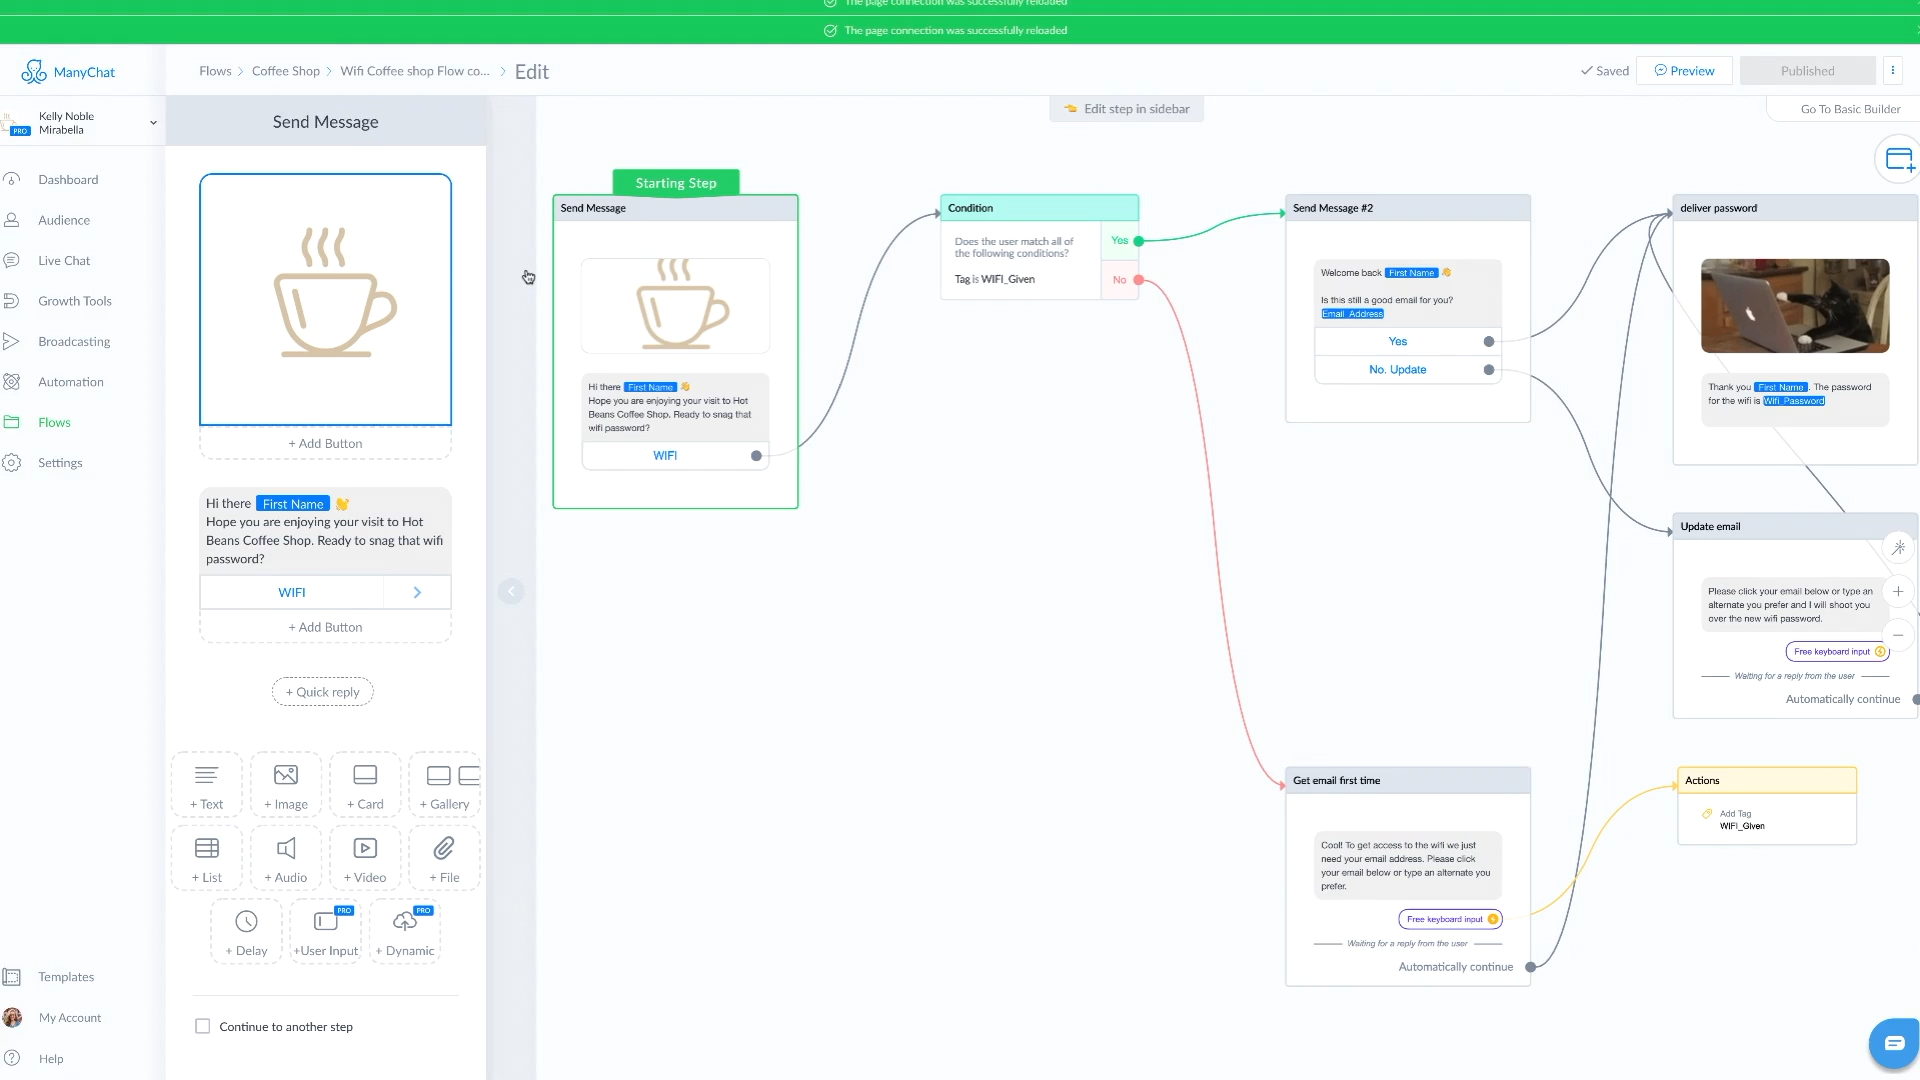 The page connection was successfully reloaded
The page connection was successfully reloaded
ManyChat
Flows
Coffee Shop
Wifi Coffee shop Flow co...
Edit
Saved
Preview
Published
Kelly Noble
Mirabella
PRO
Send Message
Edit step in sidebar
Go To Basic Builder
Dashboard
Audience
Live Chat
Growth Tools
Broadcasting
Automation
Flows
Settings
Templates
My Account
Help
+ Add Button
Hi there First Name 👋
Hope you are enjoying your visit to Hot
Beans Coffee Shop. Ready to snag that wifi
password?
WIFI
+ Add Button
+ Quick reply
+ Text
+ Image
+ Card
+ Gallery
+ List
+ Audio
+ Video
+ File
PRO
PRO
+ Delay
+User Input
+ Dynamic
Continue to another step
Starting Step
Send Message
Hi there First Name 👋
Hope you are enjoying your visit to Hot
Beans Coffee Shop. Ready to snag that
wifi password?
WIFI
Condition
Does the user match all of
the following conditions?
Tag is WIFI_Given
Yes
No
Send Message #2
Welcome back First Name 👋
Is this still a good email for you?
Email_Address
Yes
No. Update
deliver password
Thank you First Name. The password
for the wifi is Wifi_Password
Update email
Please click your email below or type an
alternate you prefer and I will shoot you
over the new wifi password.
Free keyboard input
Waiting for a reply from the user
Automatically continue
Get email first time
Cool! To get access to the wifi we just
need your email address. Please click
your email below or type an alternate you
prefer.
Free keyboard input
Waiting for a reply from the user
Automatically continue
Actions
Add Tag
WIFI_Given